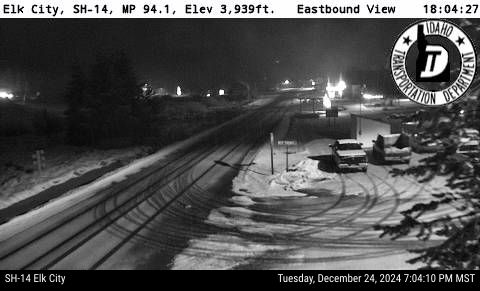 Elk City, SH-14, MP 94.1, Elev 3,939ft. Eastbound View 18:04:27
IDAHO
TRANSPORTATION DEPARTMENT
SH-14 Elk City
Tuesday, December 24, 2024 7:04:10 PM MST